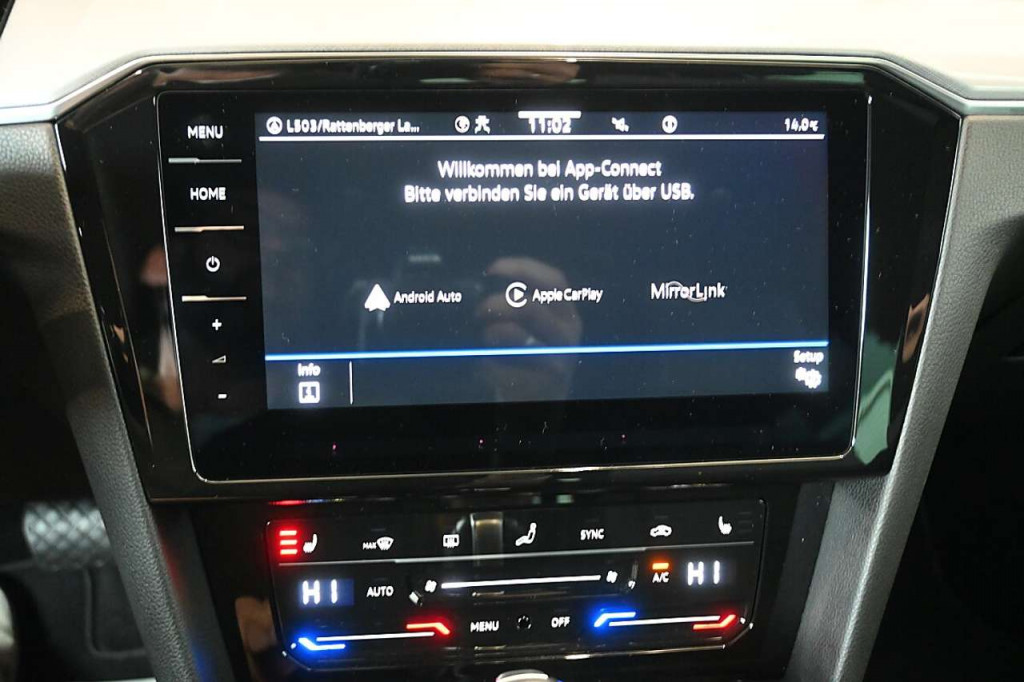 MENU
HOME
+
-
L503/Rattenberger La...
11:02
14.0°C
Willkommen bei App-Connect
Bitte verbinden Sie ein Gerät über USB.
Android Auto
Apple CarPlay
MirrorLink
Info
Setup
MAX
SYNC
HI
AUTO
A/C
HI
MENU
OFF